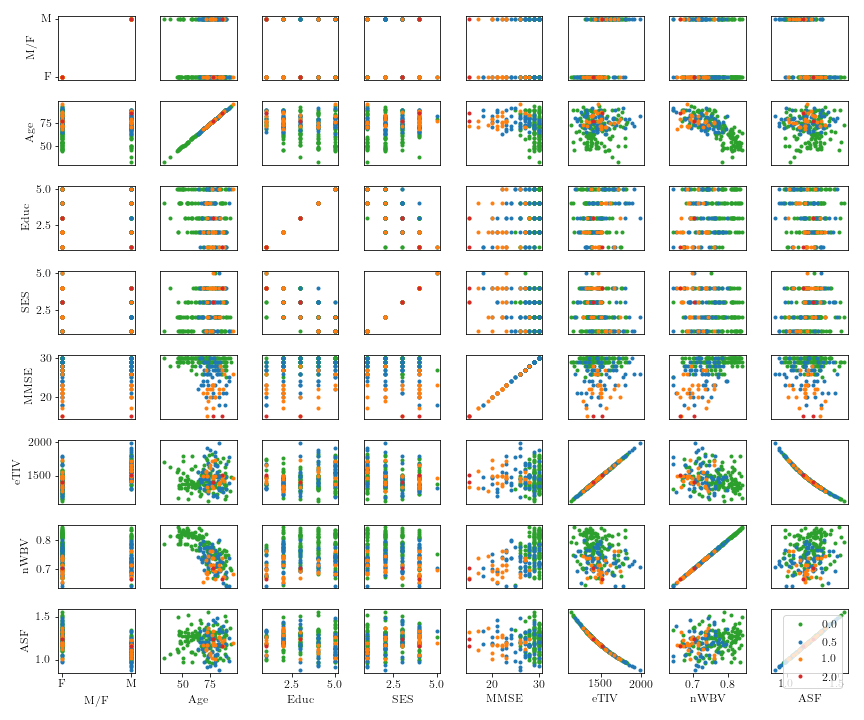 M
F
M/F
75
50
Age
5.0
2.5
Educ
5.0
2.5
SES
30
20
MMSE
2000
1500
eTIV
0.8
0.7
nWBV
1.5
1.0
ASF
0.0
0.5
1.0
2.0
F M 50 75 2.5 5.0 2.5 5.0 20 30 1500 2000 0.7 0.8 1.0 1.5
M/F Age Educ SES MMSE eTIV nWBV ASF